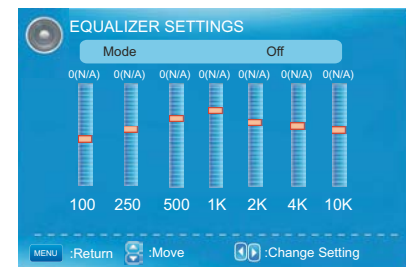 EQUALIZER SETTINGS
Mode Off
0(N/A) 0(N/A) 0(N/A) 0(N/A) 0(N/A) 0(N/A) 0(N/A)
100 250 500 1K 2K 4K 10K
MENU :Return :Move :Change Setting